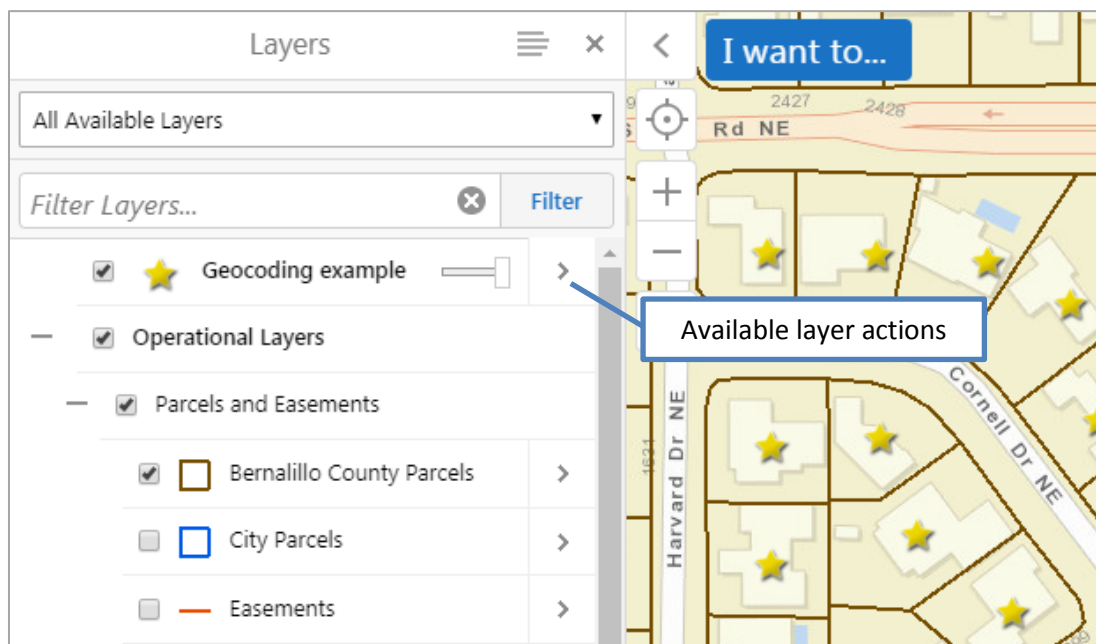 Layers
I want to...
All Available Layers
Filter Layers...
Filter
Geocoding example
Operational Layers
Parcels and Easements
Bernalillo County Parcels
City Parcels
Easements
Available layer actions
2427
2428
Rd NE
Harvard Dr NE
1631
Cornell Dr NE